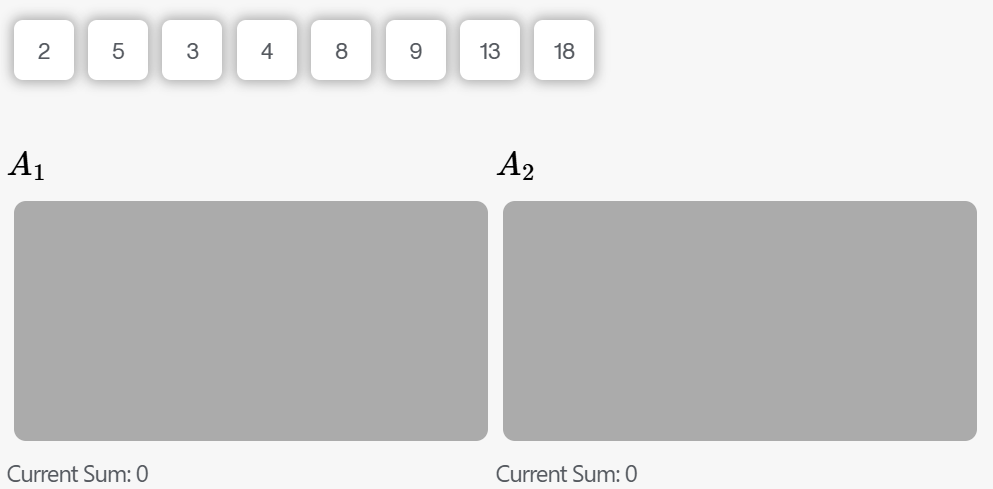 2 5 3 4 8 9 13 18
A₁ A₂
Current Sum: 0 Current Sum: 0